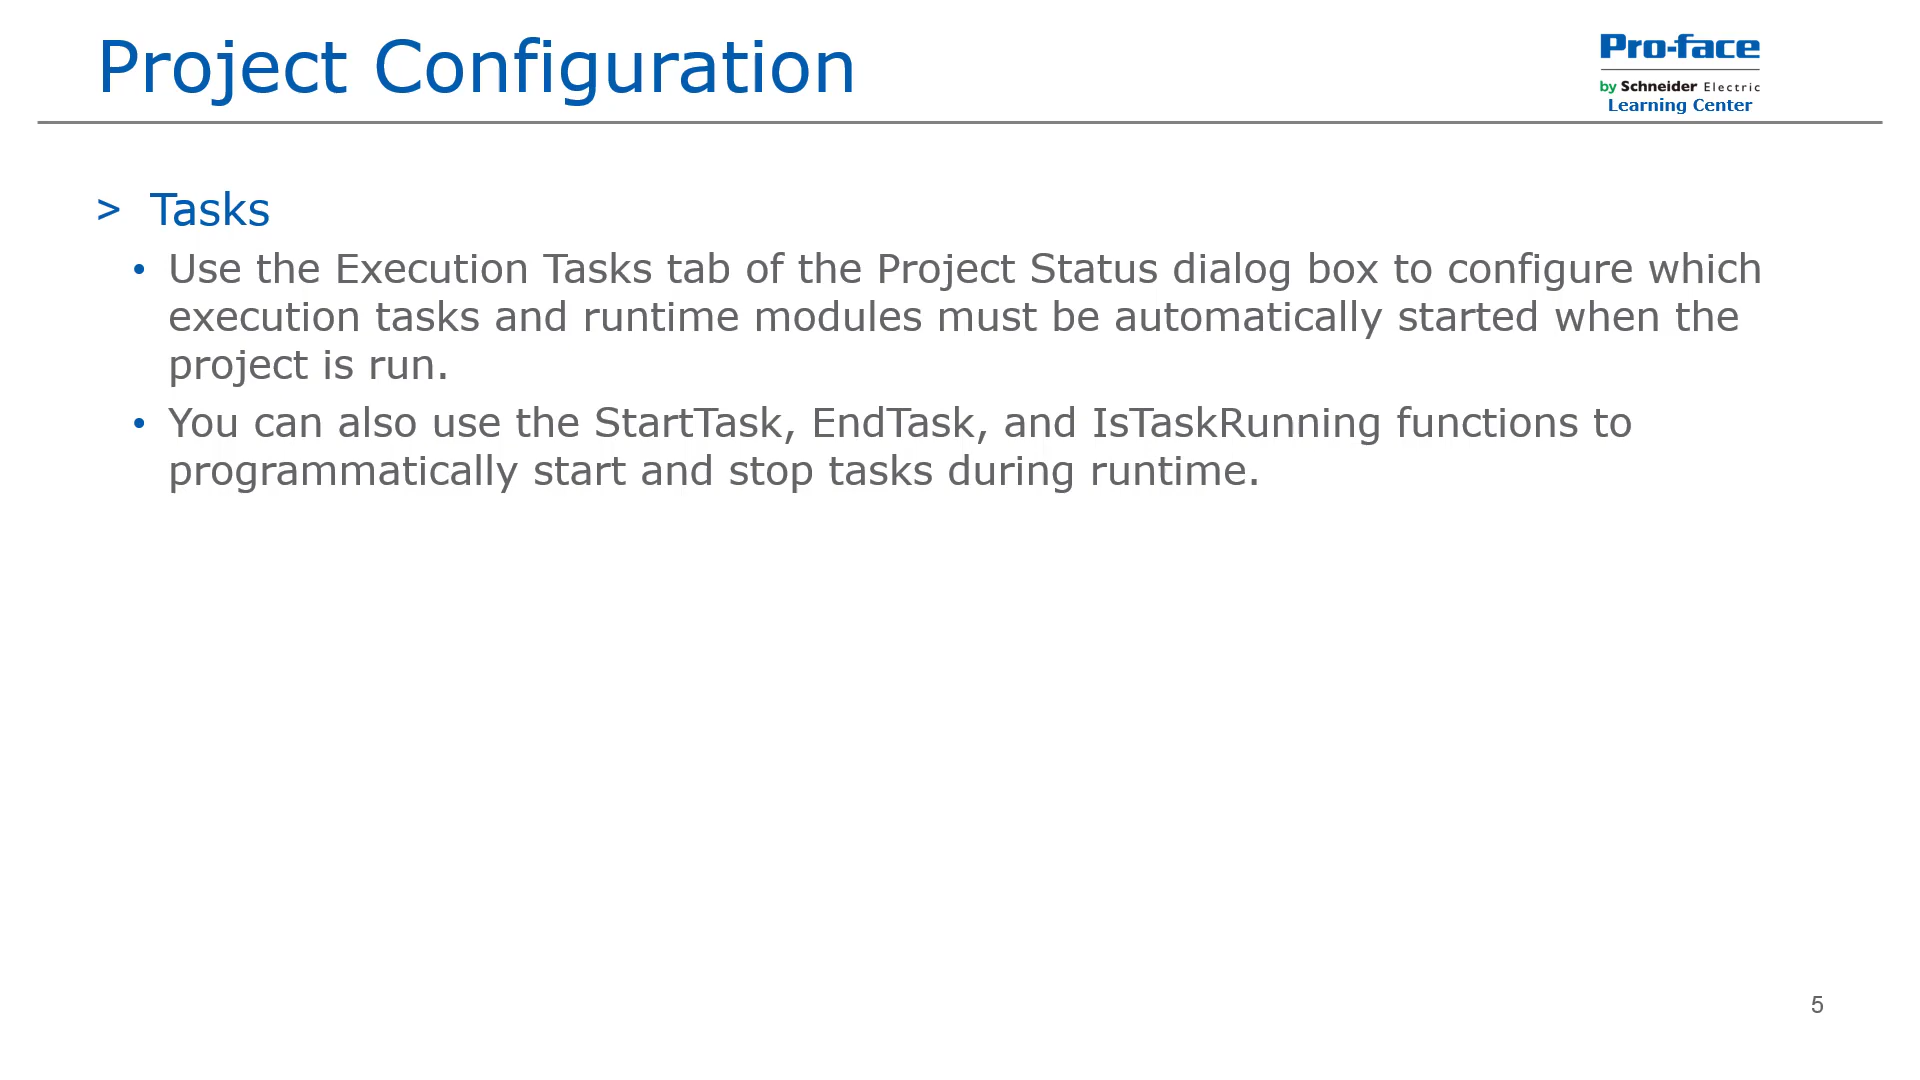 Project Configuration
Pro-face
by Schneider Electric
Learning Center
> Tasks
• Use the Execution Tasks tab of the Project Status dialog box to configure which
execution tasks and runtime modules must be automatically started when the
project is run.
• You can also use the StartTask, EndTask, and IsTaskRunning functions to
programmatically start and stop tasks during runtime.
5